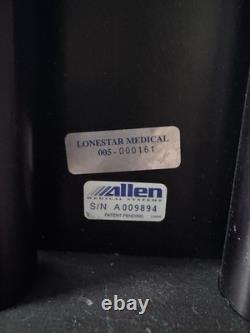 LONESTAR MEDICAL
005-000161
Allen
MEDICAL SYSTEMS
S/N A009894
PATENT PENDING